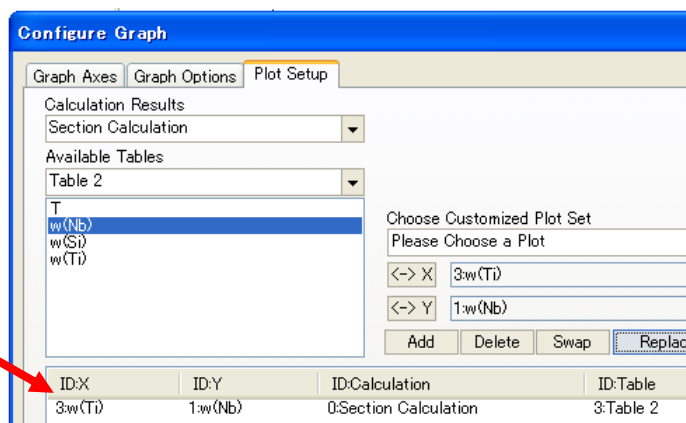 Configure Graph
Graph Axes Graph Options Plot Setup
Calculation Results
Section Calculation
Available Tables
Table 2
T
w(Nb)
w(Si)
w(Ti)
Choose Customized Plot Set
Please Choose a Plot
<-> X 3:w(Ti)
<-> Y 1:w(Nb)
Add Delete Swap Replac
ID:X ID:Y ID:Calculation ID:Table
3:w(Ti) 1:w(Nb) 0:Section Calculation 3:Table 2